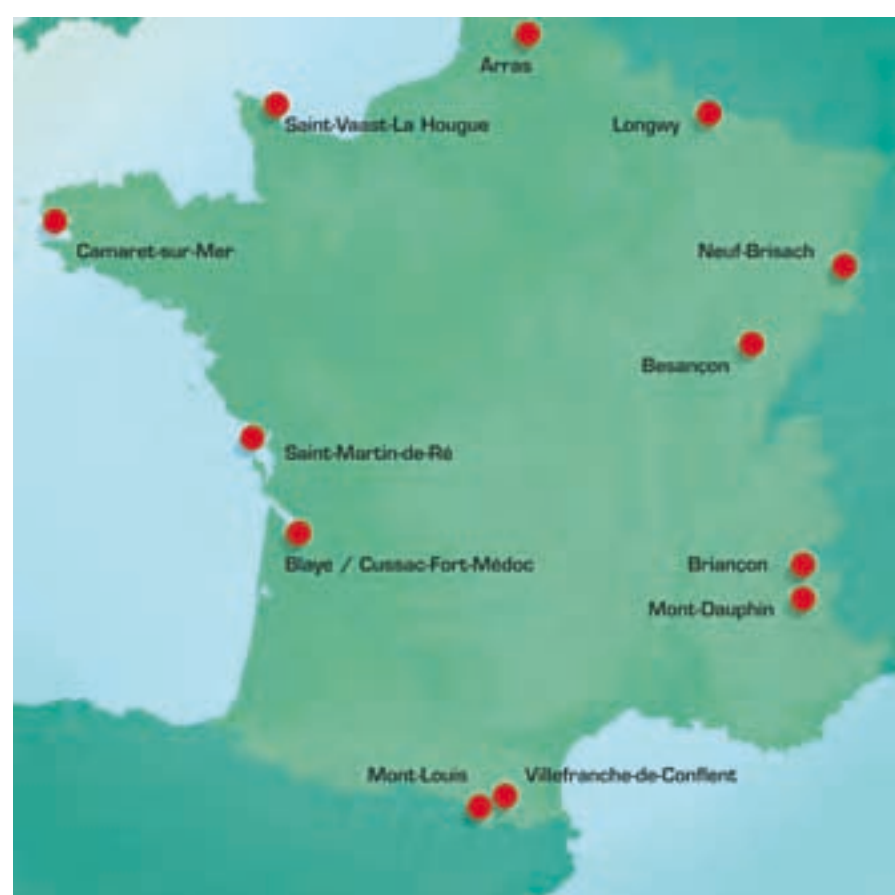 Arras
Saint-Vaast-La Hougue
Longwy
Camaret-sur-Mer
Neuf-Brisach
Besançon
Saint-Martin-de-Ré
Blaye / Cussac-Fort-Médoc
Briançon
Mont-Dauphin
Mont-Louis
Villefranche-de-Conflent